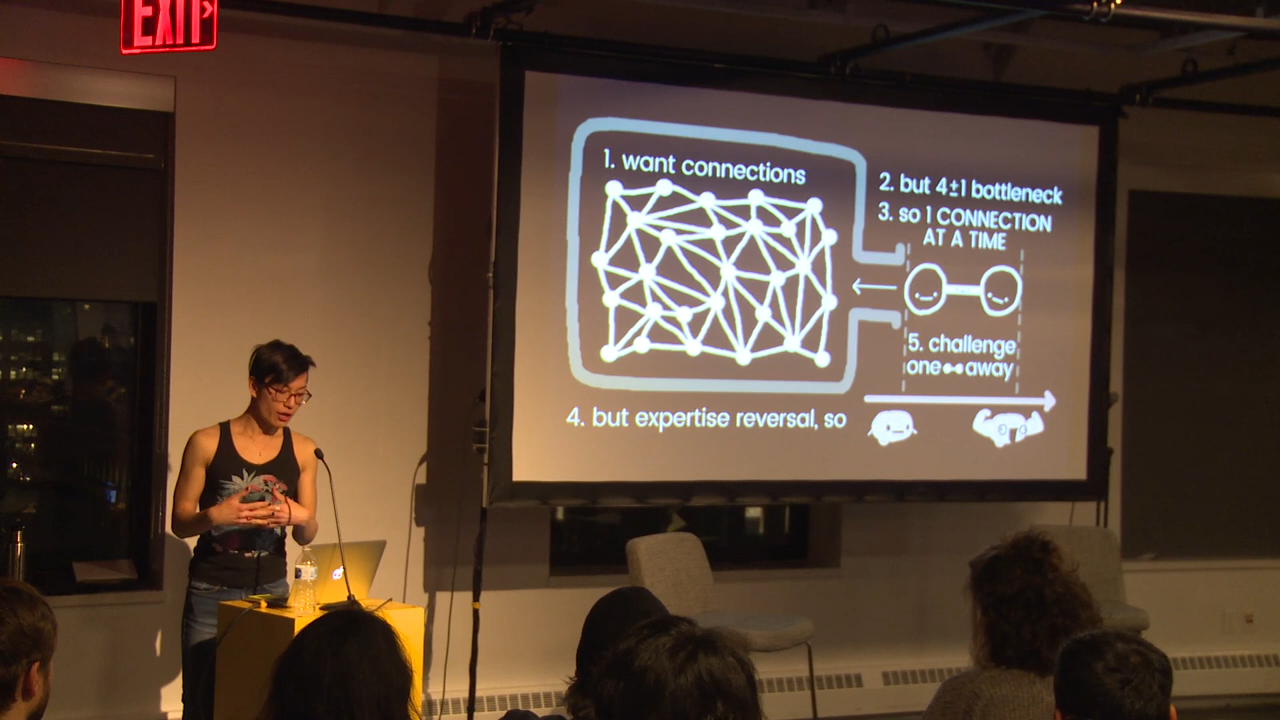 EXIT
1. want connections
2. but 4±1 bottleneck
3. so 1 CONNECTION
AT A TIME
5. challenge
one away
4. but expertise reversal, so